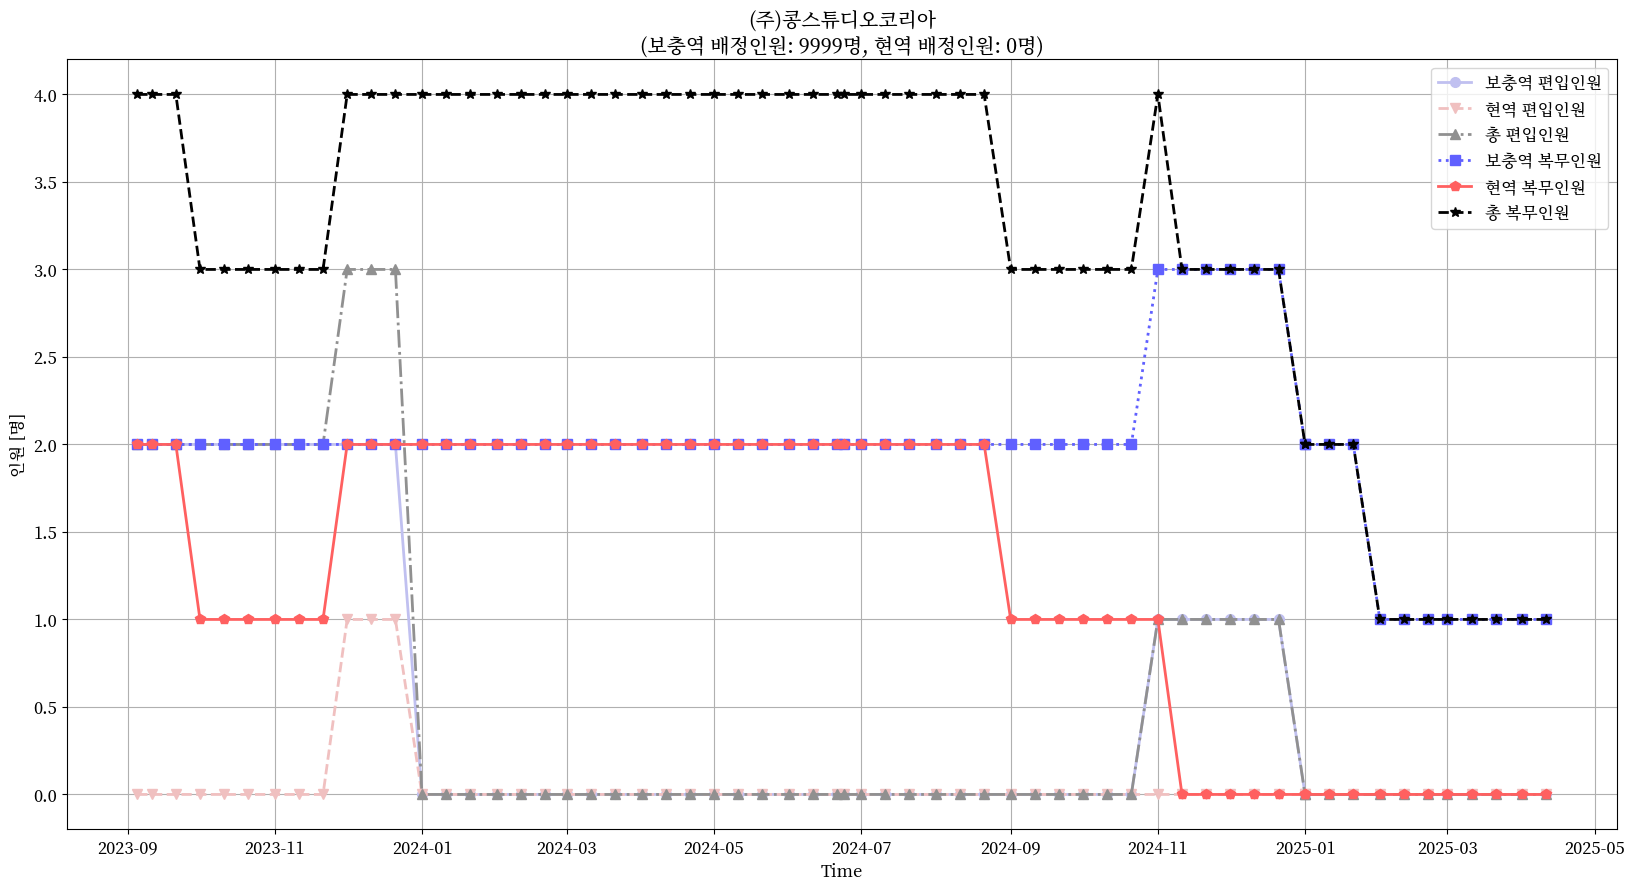 (주)콩스튜디오코리아
(보충역 배정인원: 9999명, 현역 배정인원: 0명)
보충역 편입인원
현역 편입인원
총 편입인원
보충역 복무인원
현역 복무인원
총 복무인원
인원 [명]
4.0
3.5
3.0
2.5
2.0
1.5
1.0
0.5
0.0
2023-09 2023-11 2024-01 2024-03 2024-05 2024-07 2024-09 2024-11 2025-01 2025-03 2025-05
Time